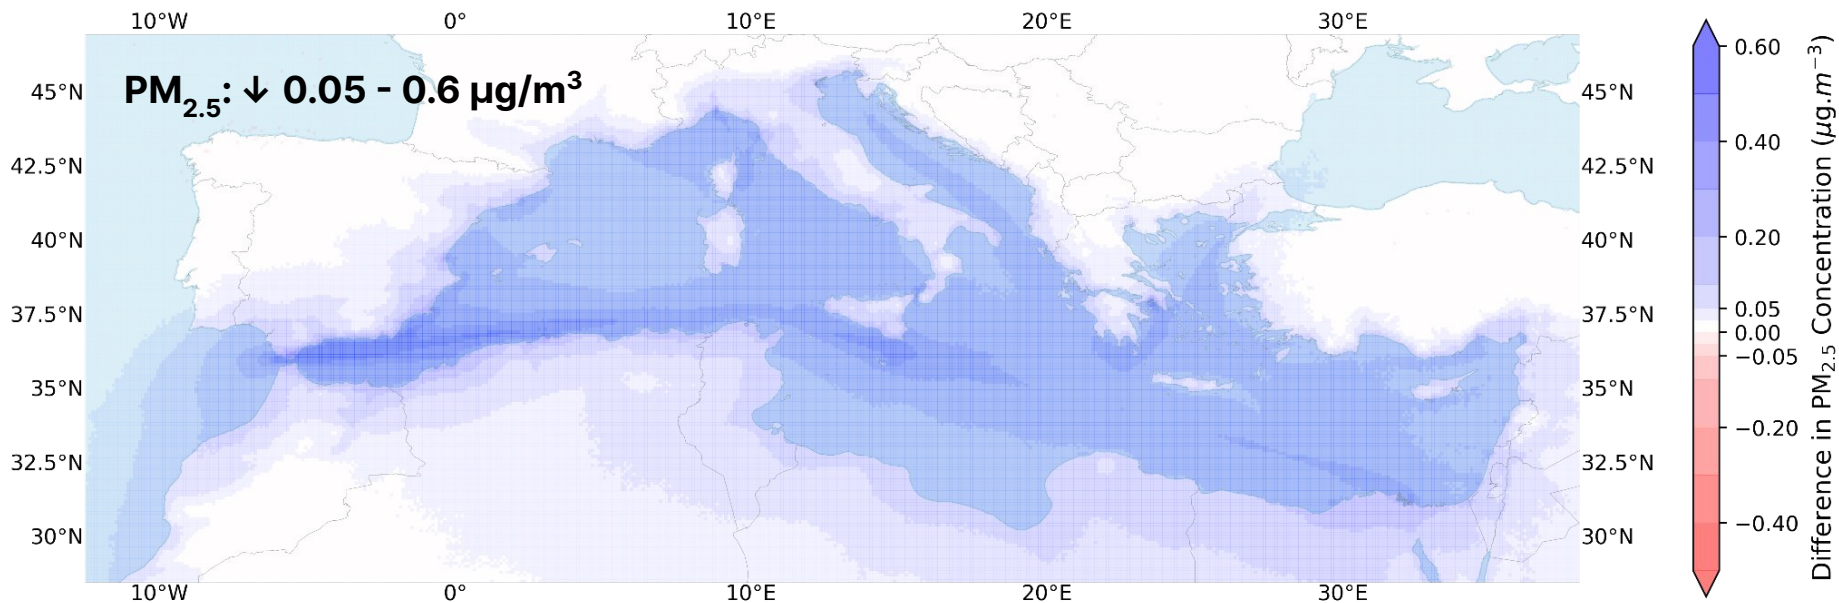 10°W 0° 10°E 20°E 30°E
PM2.5: ↓ 0.05 - 0.6 μg/m³
45°N 45°N
42.5°N 42.5°N
40°N 40°N
37.5°N 37.5°N
35°N 35°N
32.5°N 32.5°N
30°N 30°N
10°W 0° 10°E 20°E 30°E
0.60
0.40
0.20
0.05
0.00
−0.05
−0.20
−0.40
Difference in PM2.5 Concentration (μg.m⁻³)